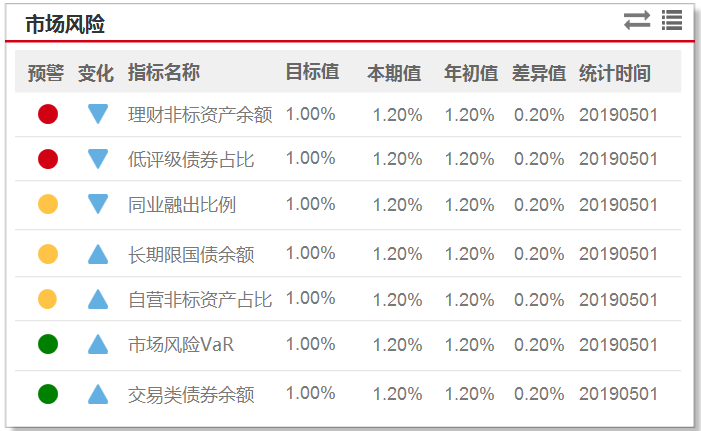 市场风险
预警 变化 指标名称 目标值 本期值 年初值 差异值 统计时间
理财非标资产余额 1.00% 1.20% 1.20% 0.20% 20190501
低评级债券占比 1.00% 1.20% 1.20% 0.20% 20190501
同业融出比例 1.00% 1.20% 1.20% 0.20% 20190501
长期限国债余额 1.00% 1.20% 1.20% 0.20% 20190501
自营非标资产占比 1.00% 1.20% 1.20% 0.20% 20190501
市场风险VaR 1.00% 1.20% 1.20% 0.20% 20190501
交易类债券余额 1.00% 1.20% 1.20% 0.20% 20190501